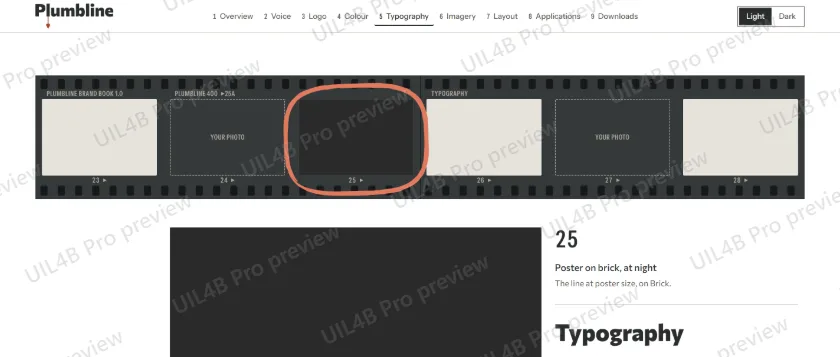 Plumbline
1 Overview 2 Voice 3 Logo 4 Colour 5 Typography 6 Imagery 7 Layout 8 Applications 9 Downloads
Light Dark
PLUMBLINE BRAND BOOK 1.0 PLUMBLINE 400 ▸25A TYPOGRAPHY
YOUR PHOTO YOUR PHOTO
23 ▸ 24 ▸ 25 ▸ 26 ▸ 27 ▸ 28 ▸
25
Poster on brick, at night
The line at poster size, on Brick.
Typography
UIL4B Pro preview